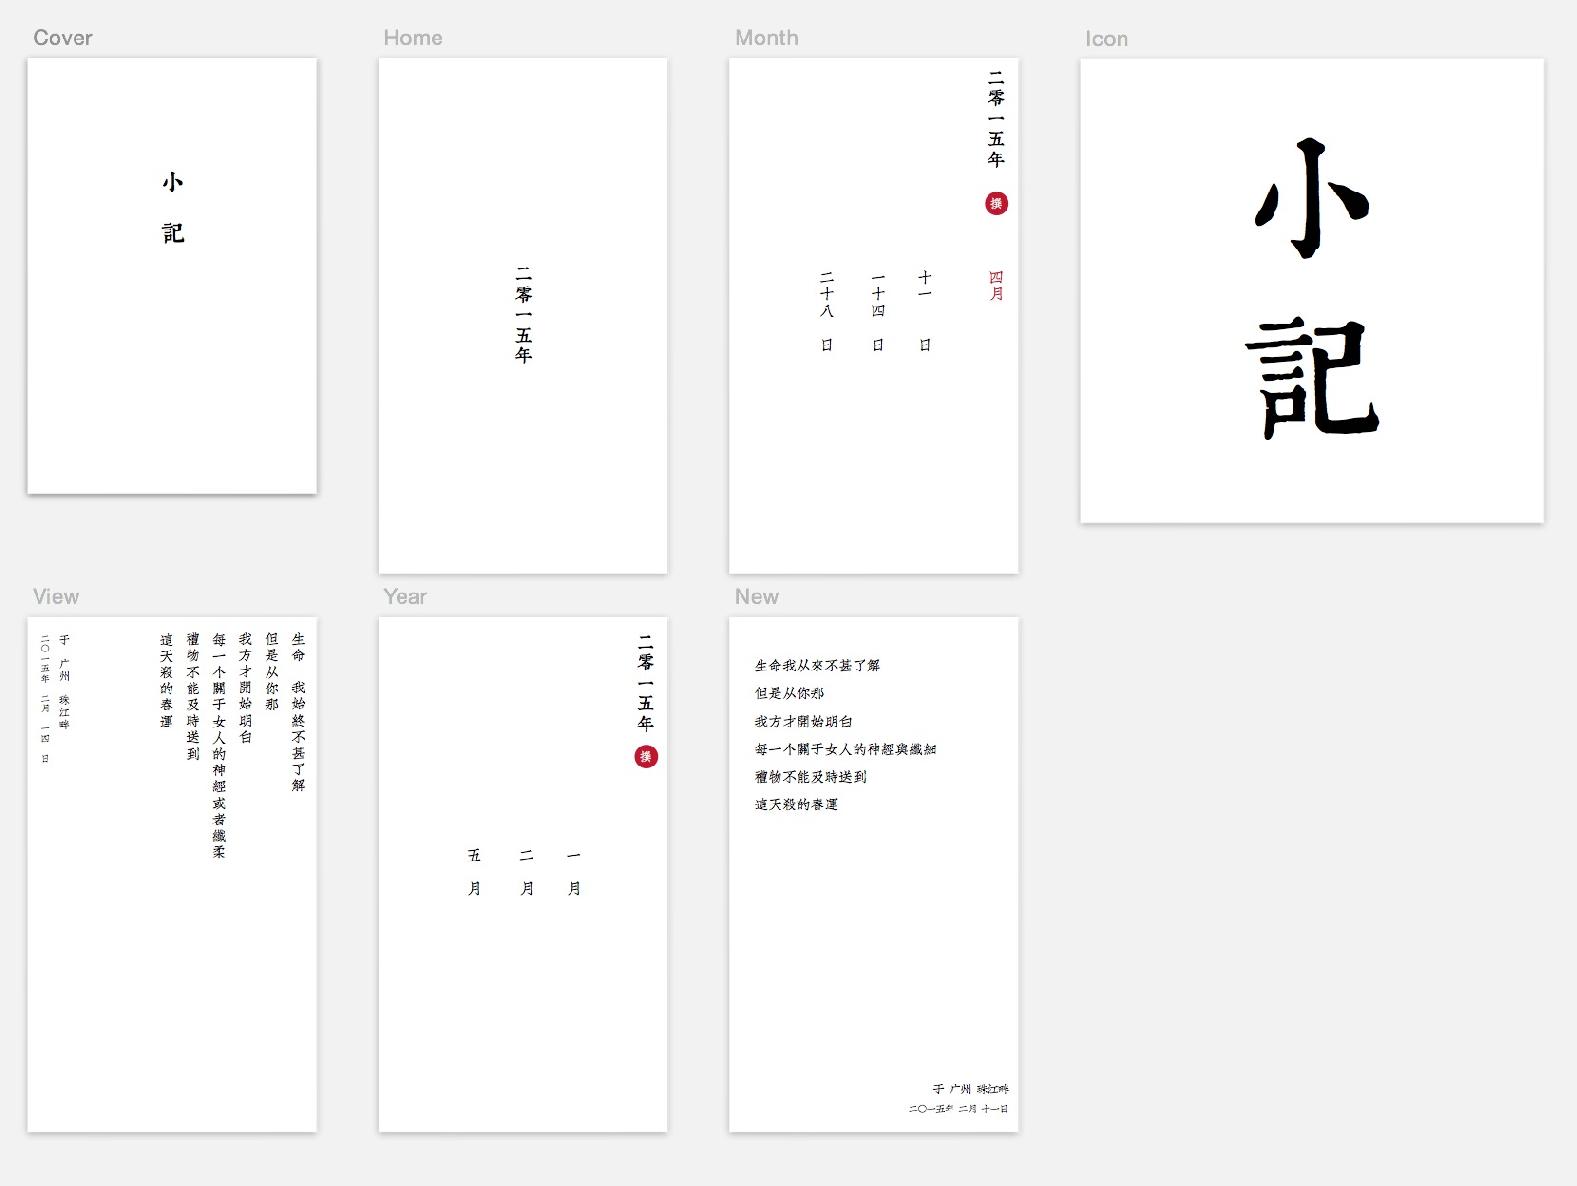 Cover
小
記
Home
二零一五年
Month
二零一五年
撰
四月
十一 日
一十四 日
二十八 日
Icon
小
記
View
生命 我始終不甚了解
但是从你那
我方才開始明白
每一个關于女人的神經或者纖柔
禮物不能及時送到
這天殺的春運
于 广州 珠江畔
二〇一五年 二月 一四 日
Year
二零一五年
撰
一 月
二 月
五 月
New
生命我从來不甚了解
但是从你那
我方才開始明白
每一个關于女人的神經與纖細
禮物不能及時送到
這天殺的春運
于 广州 珠江畔
二〇一五年 二月 十一日